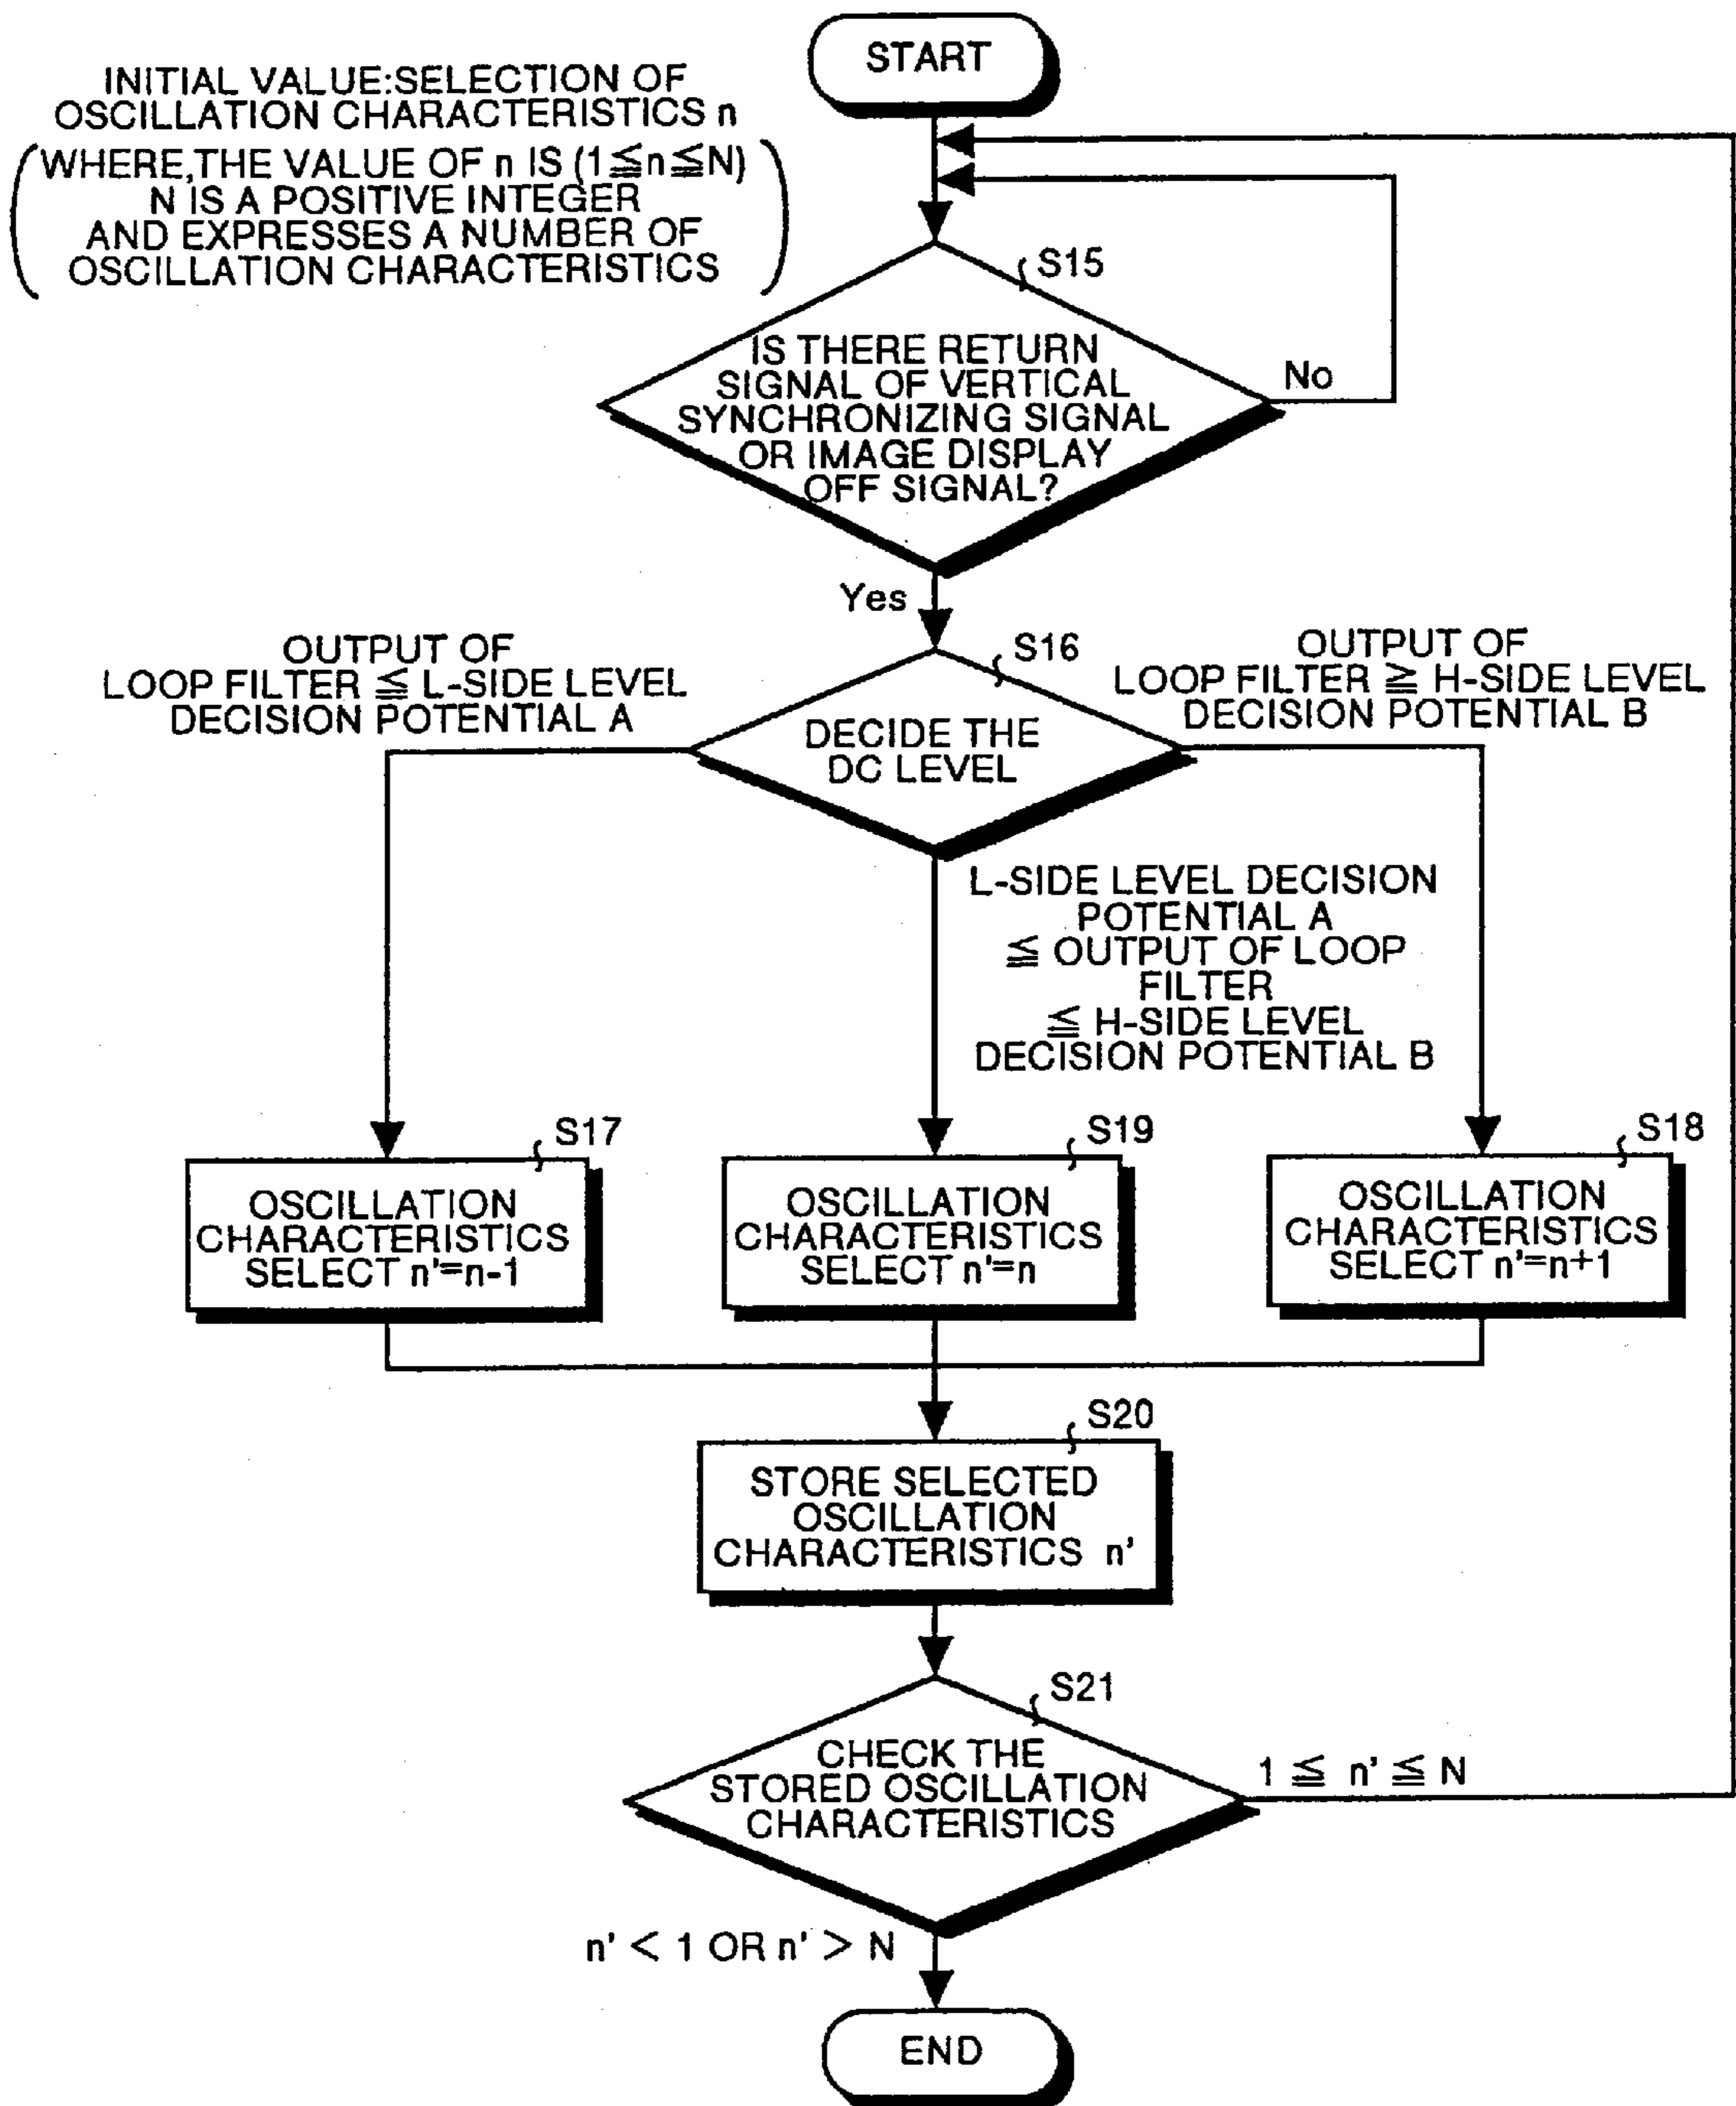 START
INITIAL VALUE:SELECTION OF
OSCILLATION CHARACTERISTICS n
(WHERE,THE VALUE OF n IS (1≦n≦N)
N IS A POSITIVE INTEGER
AND EXPRESSES A NUMBER OF
OSCILLATION CHARACTERISTICS)
S15
IS THERE RETURN
SIGNAL OF VERTICAL
SYNCHRONIZING SIGNAL
OR IMAGE DISPLAY
OFF SIGNAL?
No
Yes
S16
DECIDE THE
DC LEVEL
OUTPUT OF
LOOP FILTER ≦ L-SIDE LEVEL
DECISION POTENTIAL A
OUTPUT OF
LOOP FILTER ≧ H-SIDE LEVEL
DECISION POTENTIAL B
L-SIDE LEVEL DECISION
POTENTIAL A
≦ OUTPUT OF LOOP
FILTER
≦ H-SIDE LEVEL
DECISION POTENTIAL B
S17
OSCILLATION
CHARACTERISTICS
SELECT n'=n-1
S19
OSCILLATION
CHARACTERISTICS
SELECT n'=n
S18
OSCILLATION
CHARACTERISTICS
SELECT n'=n+1
S20
STORE SELECTED
OSCILLATION
CHARACTERISTICS n'
S21
CHECK THE
STORED OSCILLATION
CHARACTERISTICS
1 ≦ n' ≦ N
n' < 1 OR n' > N
END